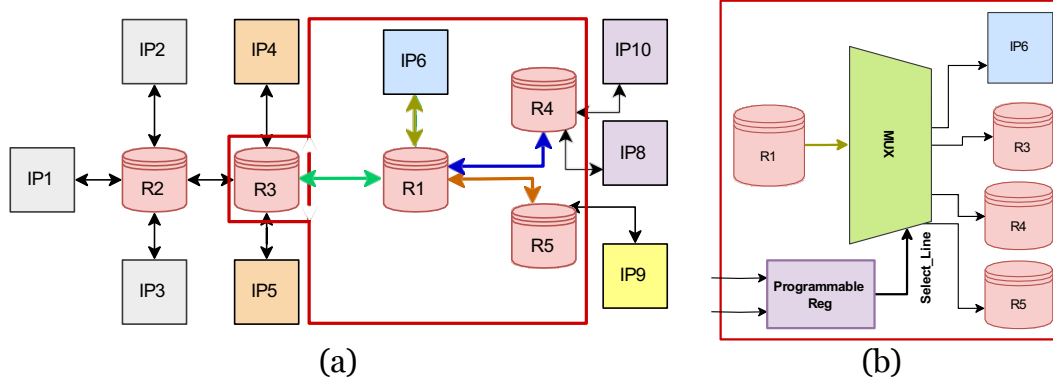 IP2
IP4
IP6
IP10
R4
IP8
IP1
R2
R3
R1
R5
IP3
IP5
IP9
(a)
IP6
R1
MUX
R3
R4
Select_Line
Programmable
Reg
R5
(b)